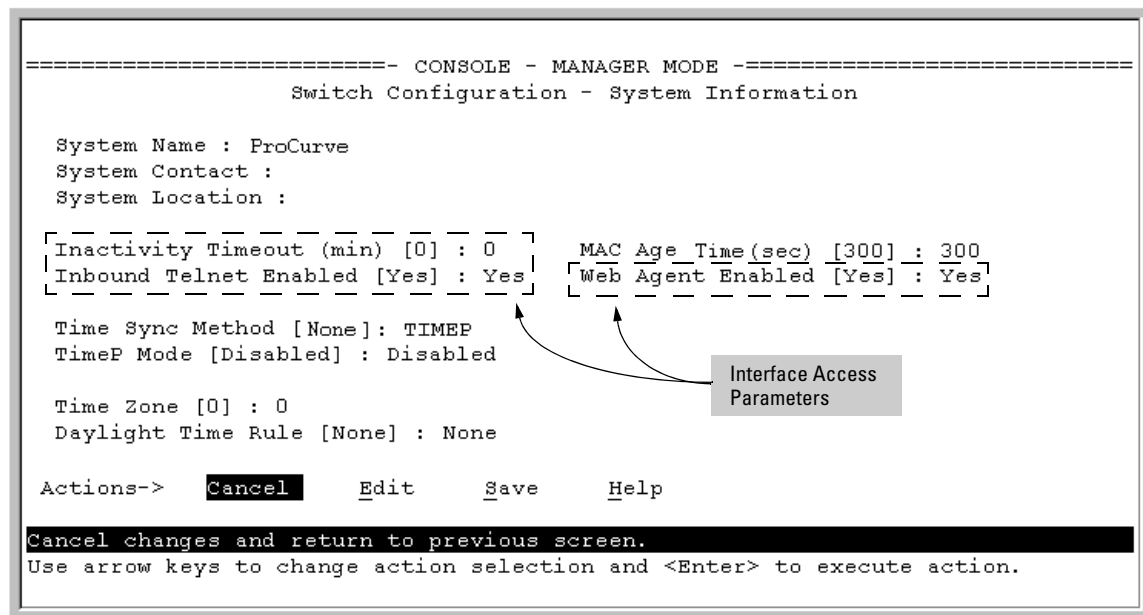 ==========================- CONSOLE - MANAGER MODE -============================
Switch Configuration - System Information
System Name : ProCurve
System Contact :
System Location :
Inactivity Timeout (min) [0] : 0 MAC Age Time(sec) [300] : 300
Inbound Telnet Enabled [Yes] : Yes Web Agent Enabled [Yes] : Yes
Time Sync Method [None]: TIMEP
TimeP Mode [Disabled] : Disabled
Interface Access
Parameters
Time Zone [0] : 0
Daylight Time Rule [None] : None
Actions-> Cancel Edit Save Help
Cancel changes and return to previous screen.
Use arrow keys to change action selection and <Enter> to execute action.